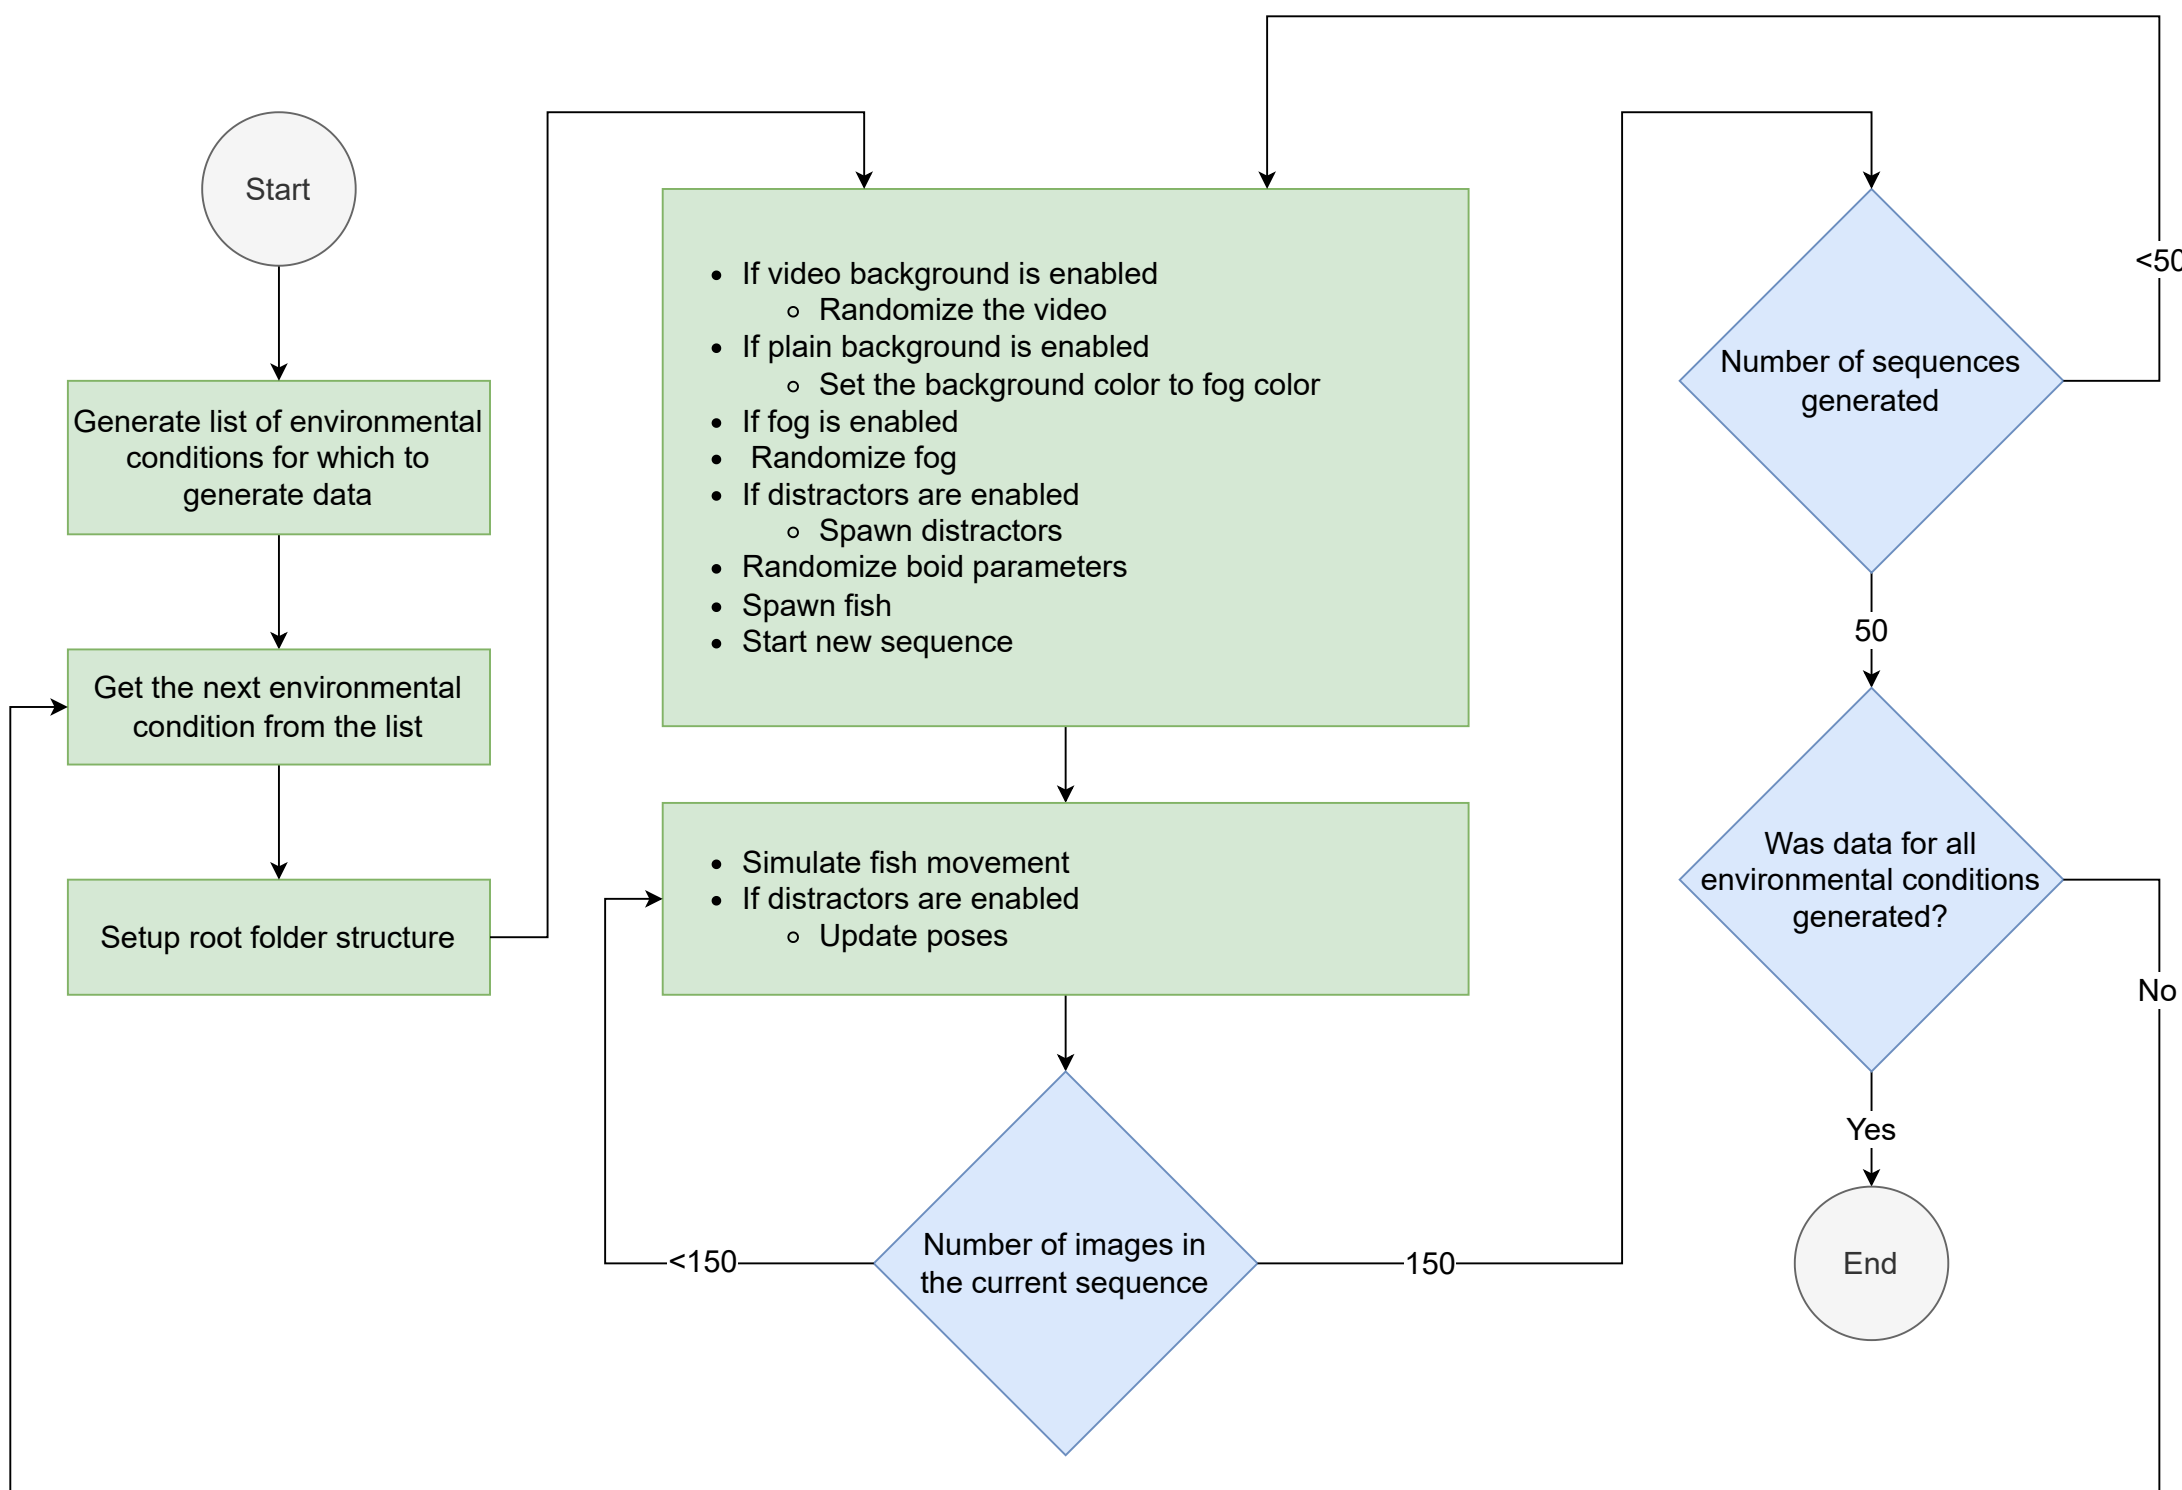 Start
Generate list of environmental
conditions for which to
generate data
Get the next environmental
condition from the list
Setup root folder structure
• If video background is enabled
◦ Randomize the video
• If plain background is enabled
◦ Set the background color to fog color
• If fog is enabled
• Randomize fog
• If distractors are enabled
◦ Spawn distractors
• Randomize boid parameters
• Spawn fish
• Start new sequence
• Simulate fish movement
• If distractors are enabled
◦ Update poses
Number of images in
the current sequence
<150
150
Number of sequences
generated
<50
50
Was data for all
environmental conditions
generated?
No
Yes
End